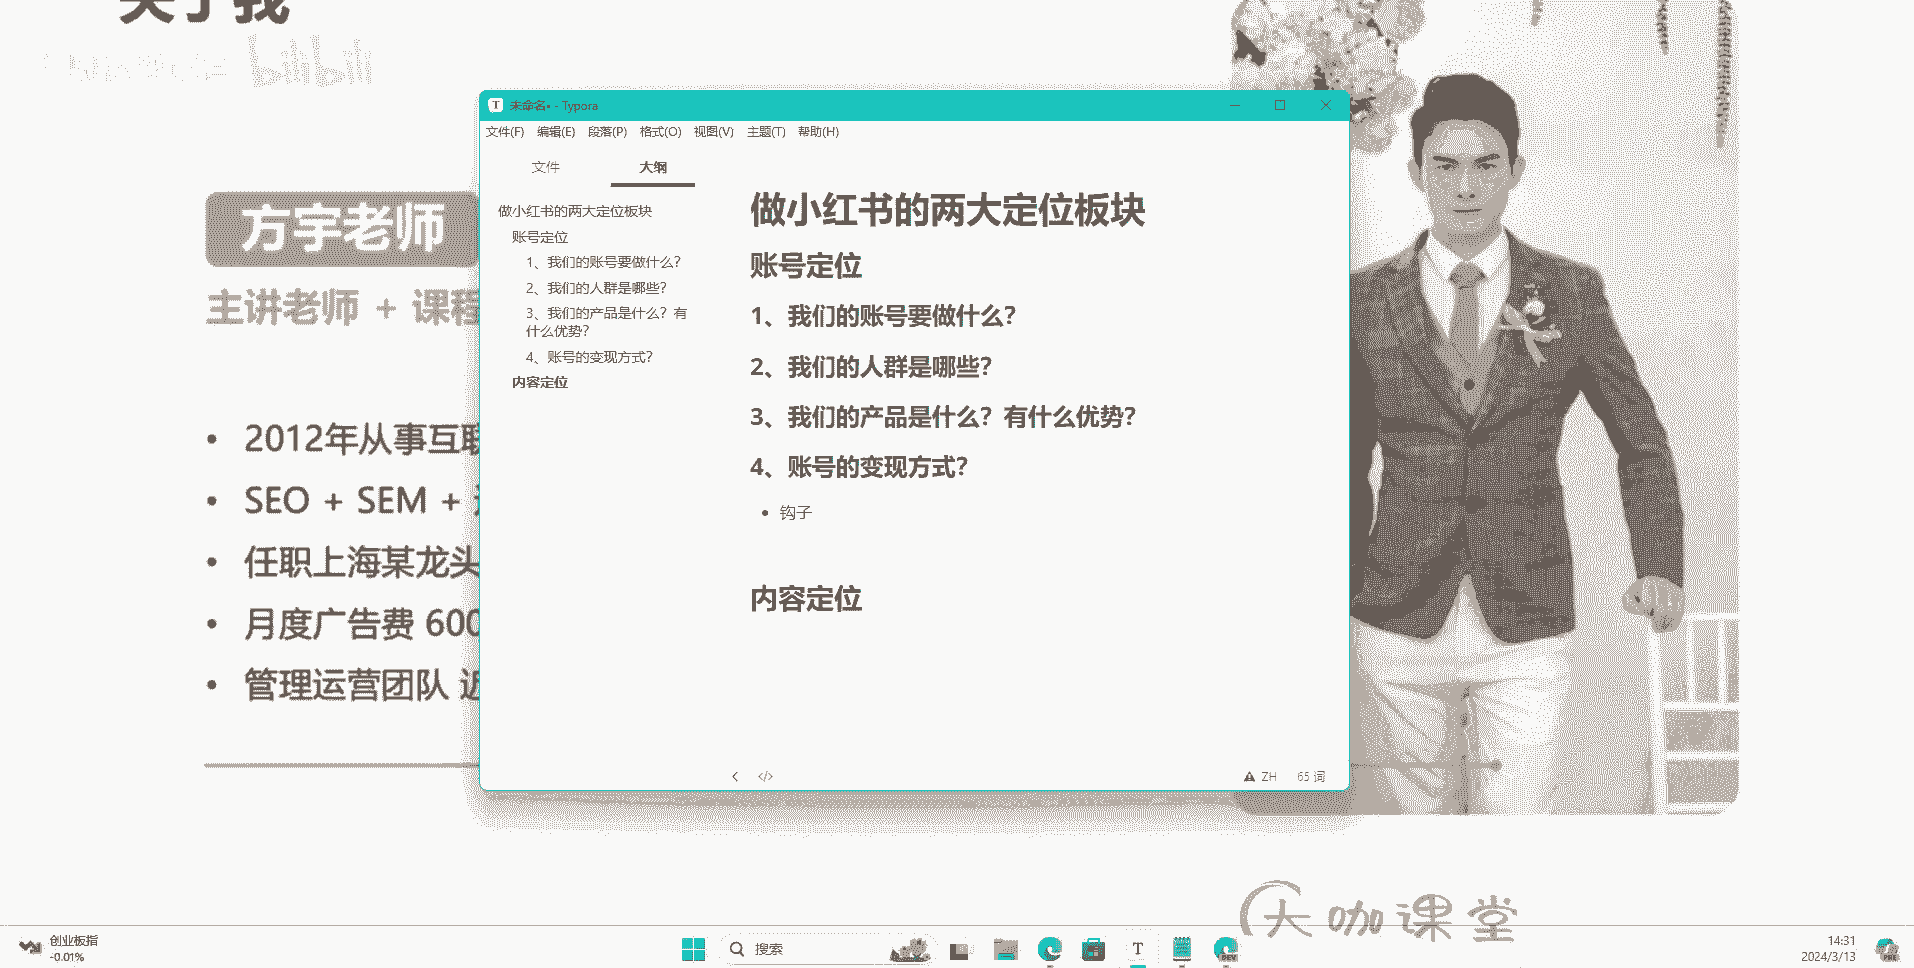 关于我
bilibili
未命名• - Typora
文件(F) 编辑(E) 段落(P) 格式(O) 视图(V) 主题(T) 帮助(H)
文件 大纲
做小红书的两大定位板块
账号定位
1、我们的账号要做什么？
2、我们的人群是哪些？
3、我们的产品是什么？有
什么优势？
4、账号的变现方式？
内容定位
做小红书的两大定位板块
账号定位
1、我们的账号要做什么？
2、我们的人群是哪些？
3、我们的产品是什么？有什么优势？
4、账号的变现方式？
钩子
内容定位
ZH 65 词
方宇老师
主讲老师 + 课程
• 2012年从事互联
• SEO + SEM +
• 任职上海某龙头
• 月度广告费 600
• 管理运营团队 近
大咖课堂
创业板指
-0.01%
搜索
DEV
14:31
2024/3/13
PRE